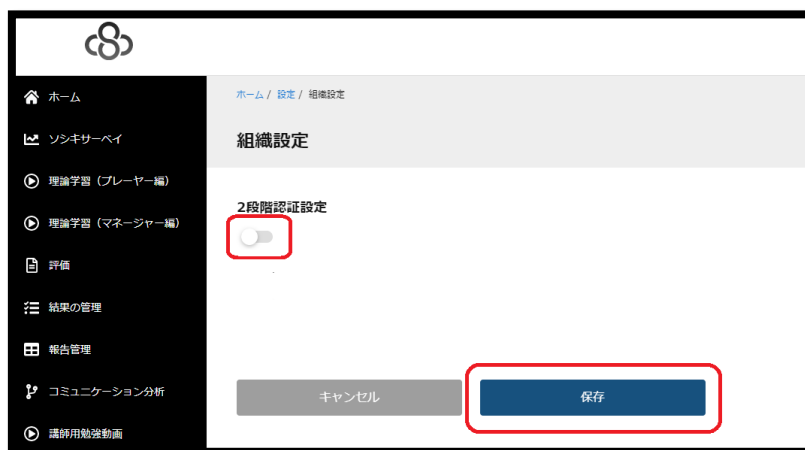 ホーム / 設定 / 組織設定
組織設定
ホーム
ソシキサーベイ
理論学習（プレーヤー編）
理論学習（マネージャー編）
評価
結果の管理
報告管理
コミュニケーション分析
講師用勉強動画
2段階認証設定
キャンセル
保存